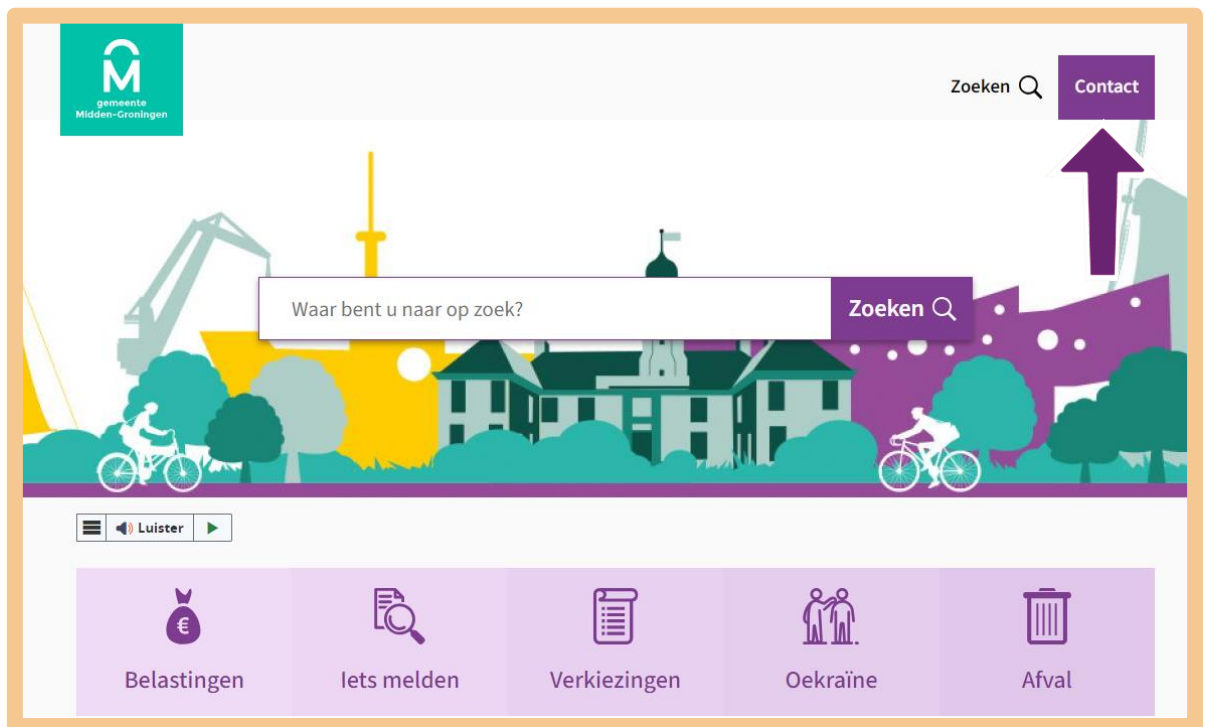 gemeente
Midden-Groningen
Zoeken
Contact
Waar bent u naar op zoek?
Zoeken
Luister
€
Belastingen
Iets melden
Verkiezingen
Oekraïne
Afval